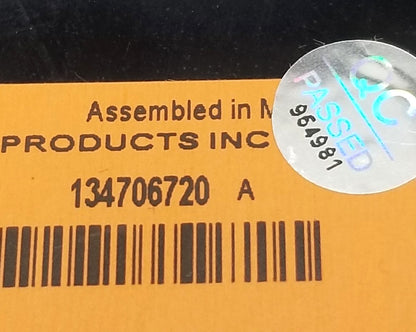 Assembled in M
PRODUCTS INC
134706720 A
QC
PASSED
964981